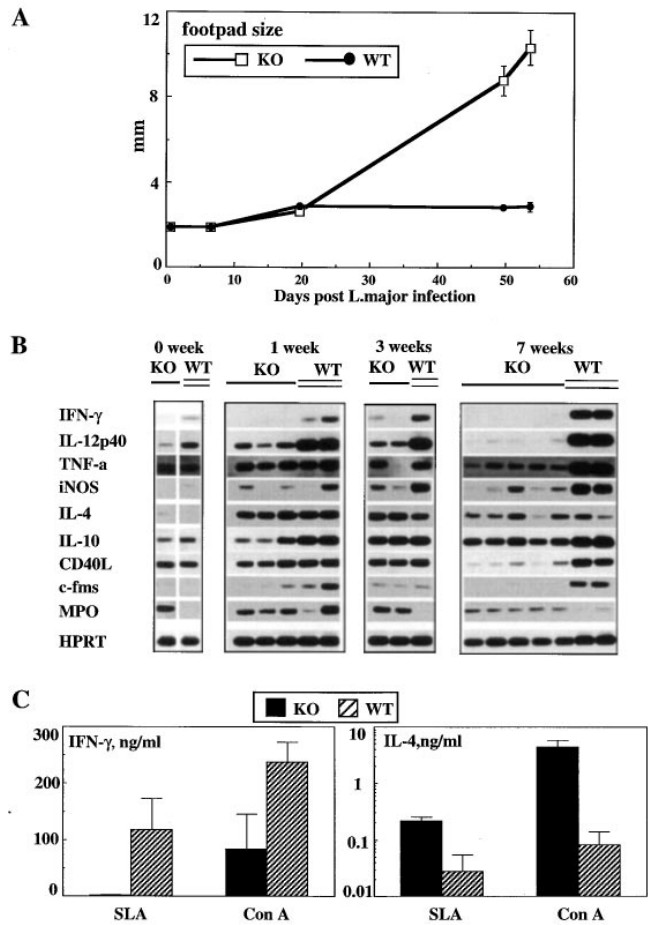 A
footpad size
KO WT
12
8
4
0
mm
0 10 20 30 40 50 60
Days post L.major infection
B
0 week 1 week 3 weeks 7 weeks
KO WT KO WT KO WT KO WT
IFN-γ
IL-12p40
TNF-a
iNOS
IL-4
IL-10
CD40L
c-fms
MPO
HPRT
C
KO WT
300
200
100
0
IFN-γ, ng/ml
SLA Con A
10
1
0.1
0.01
IL-4,ng/ml
SLA Con A